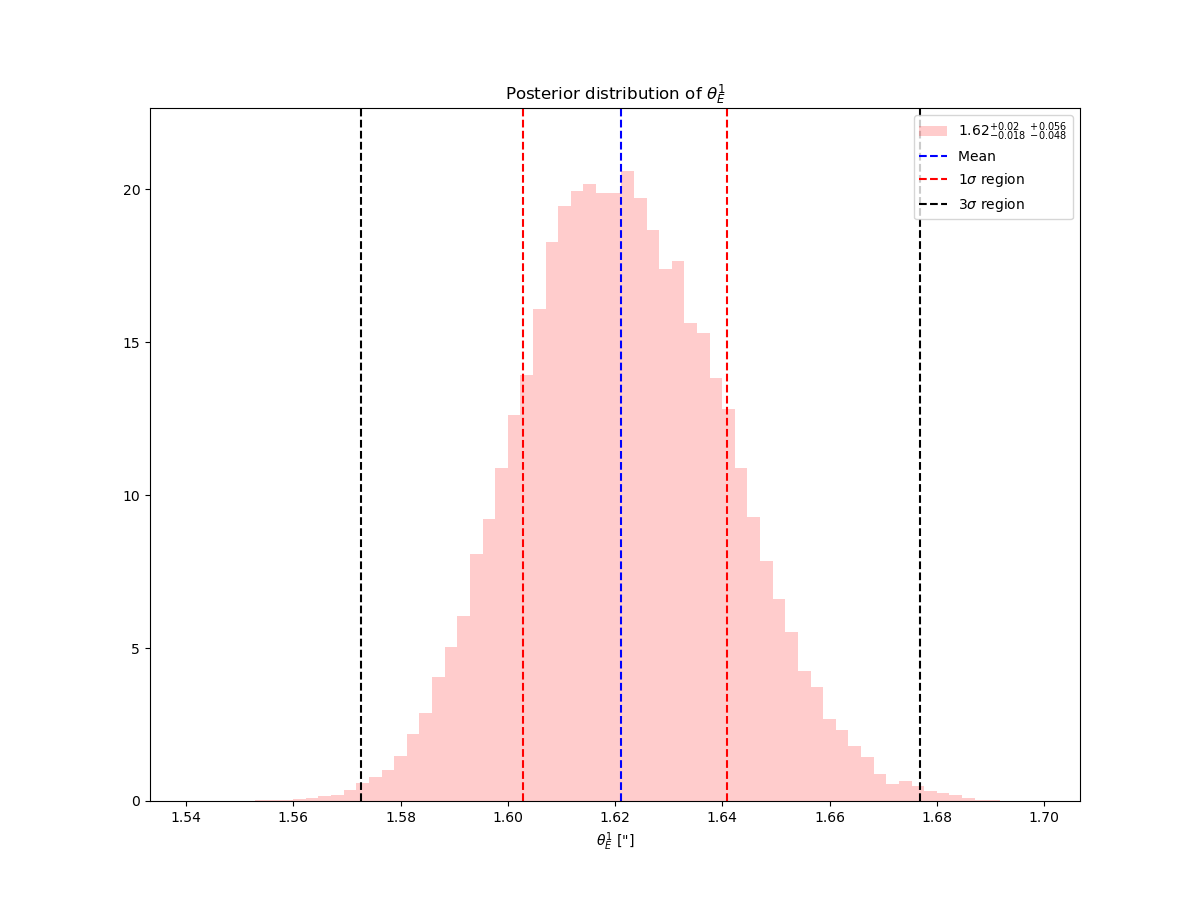 Posterior distribution of θ_E^1
1.62^{+0.02}_{−0.018} ^{+0.056}_{−0.048}
Mean
1σ region
3σ region
20
15
10
5
0
1.54 1.56 1.58 1.60 1.62 1.64 1.66 1.68 1.70
θ_E^1 ["]